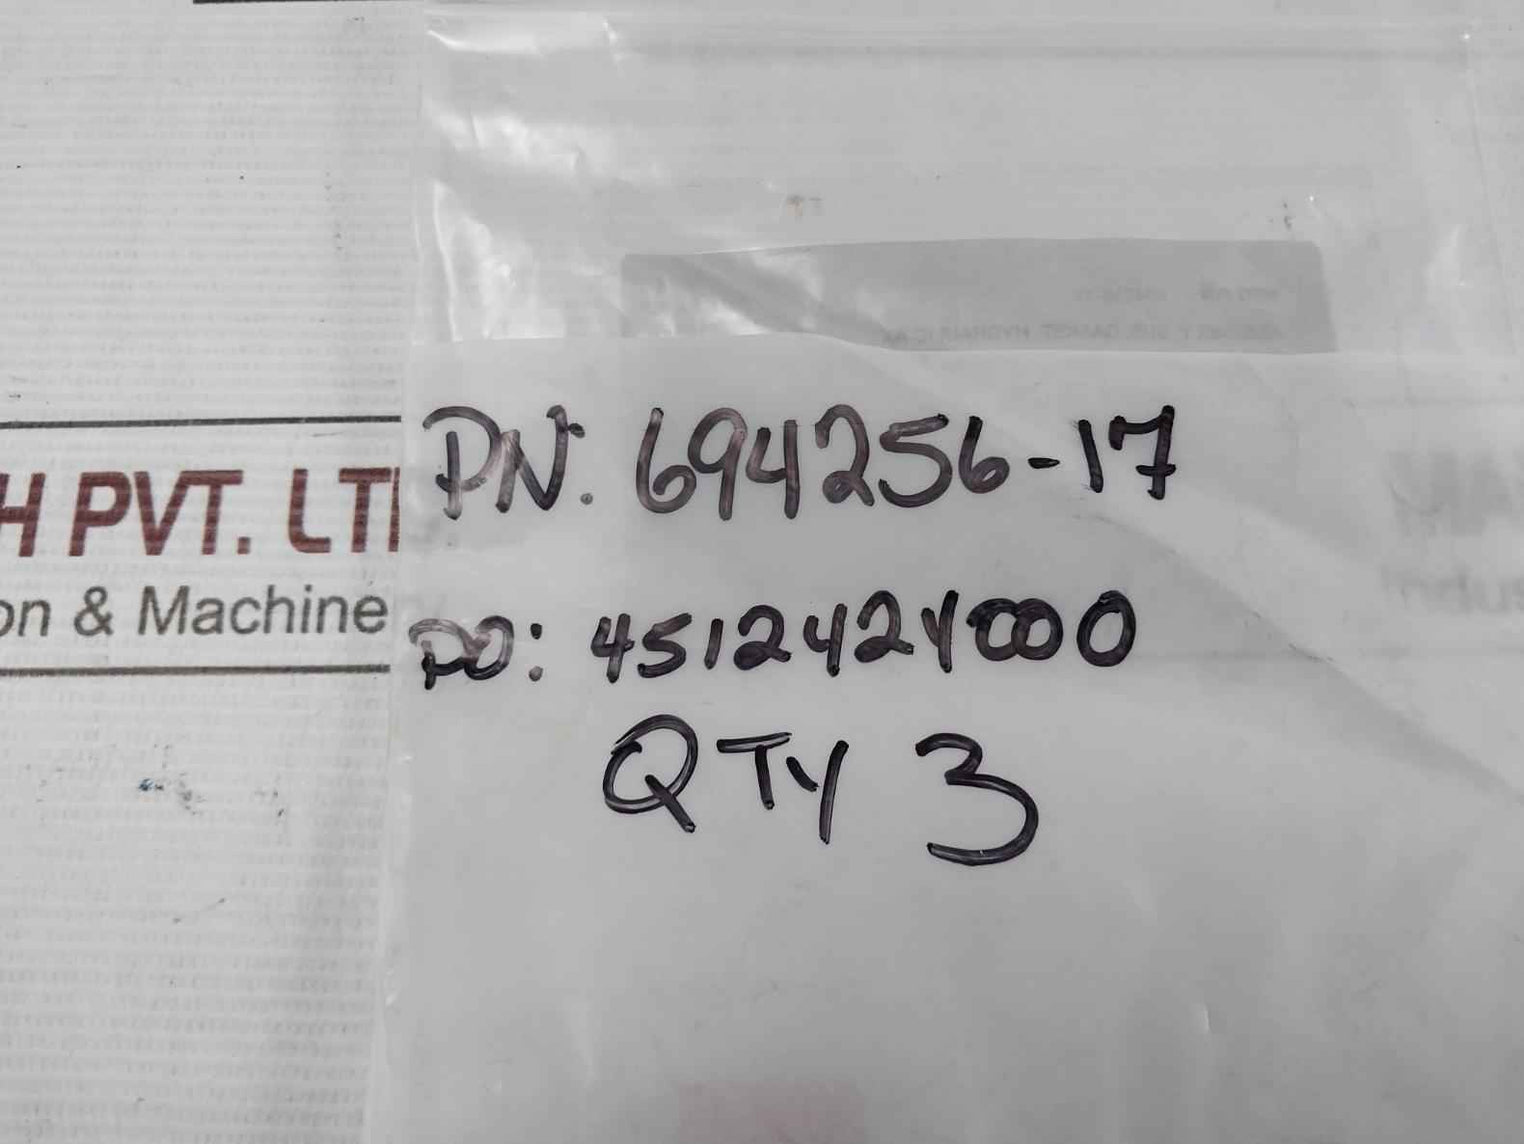 PN: 694256-17
H PVT. LT
on & Machine
PO: 4512424000
QTY 3